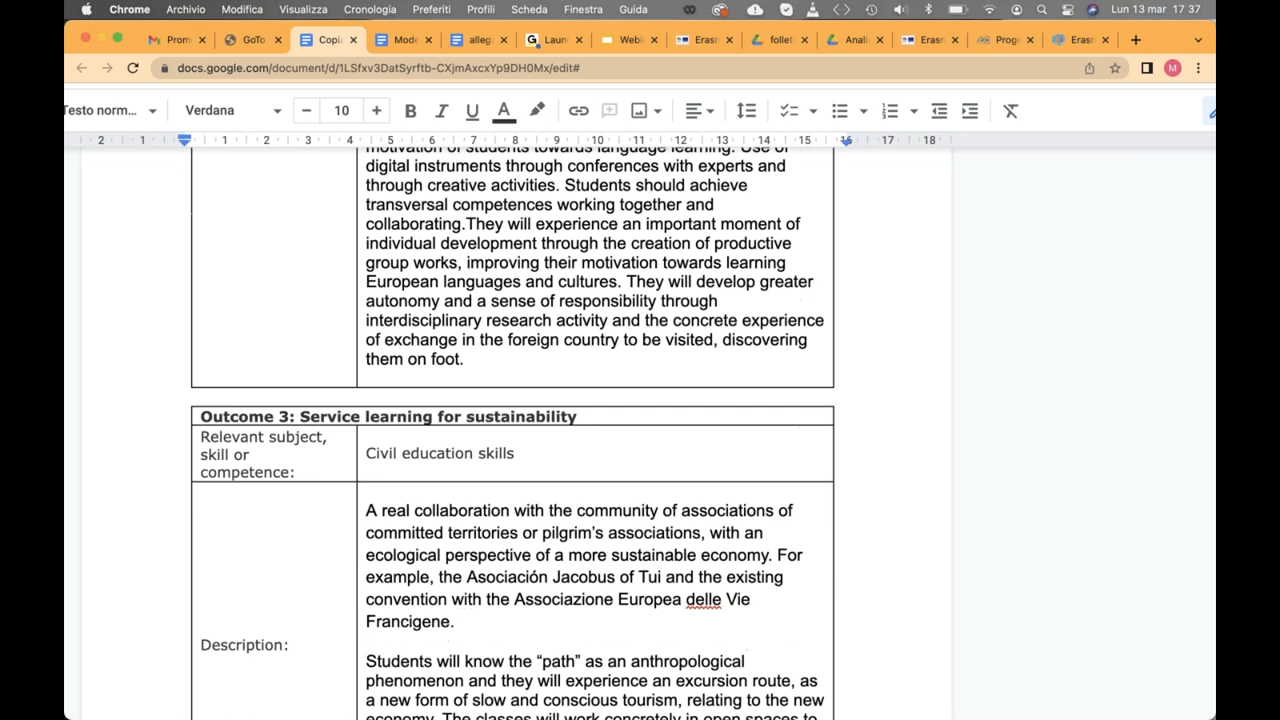 Chrome Archivio Modifica Visualizza Cronologia Preferiti Profili Scheda Finestra Guida Lun 13 mar 17 37
Prom GoTo Copia Mode allega Laun Webi Eras follet Anali Eras Proge Eras
docs.google.com/document/d/1LSfxv3DatSyrftb-CXjmAxcxYp9DH0Mx/edit# M
Testo norm... Verdana 10 B I U A
2 1 1 2 3 4 5 6 7 8 9 10 11 12 13 14 15 16 17 18
motivation of students towards language learning. Use of
digital instruments through conferences with experts and
through creative activities. Students should achieve
transversal competences working together and
collaborating.They will experience an important moment of
individual development through the creation of productive
group works, improving their motivation towards learning
European languages and cultures. They will develop greater
autonomy and a sense of responsibility through
interdisciplinary research activity and the concrete experience
of exchange in the foreign country to be visited, discovering
them on foot.
Outcome 3: Service learning for sustainability
Relevant subject,
skill or
competence:
Civil education skills
Description:
A real collaboration with the community of associations of
committed territories or pilgrim’s associations, with an
ecological perspective of a more sustainable economy. For
example, the Asociación Jacobus of Tui and the existing
convention with the Associazione Europea delle Vie
Francigene.
Students will know the “path” as an anthropological
phenomenon and they will experience an excursion route, as
a new form of slow and conscious tourism, relating to the new
economy. The classes will work concretely in open spaces to